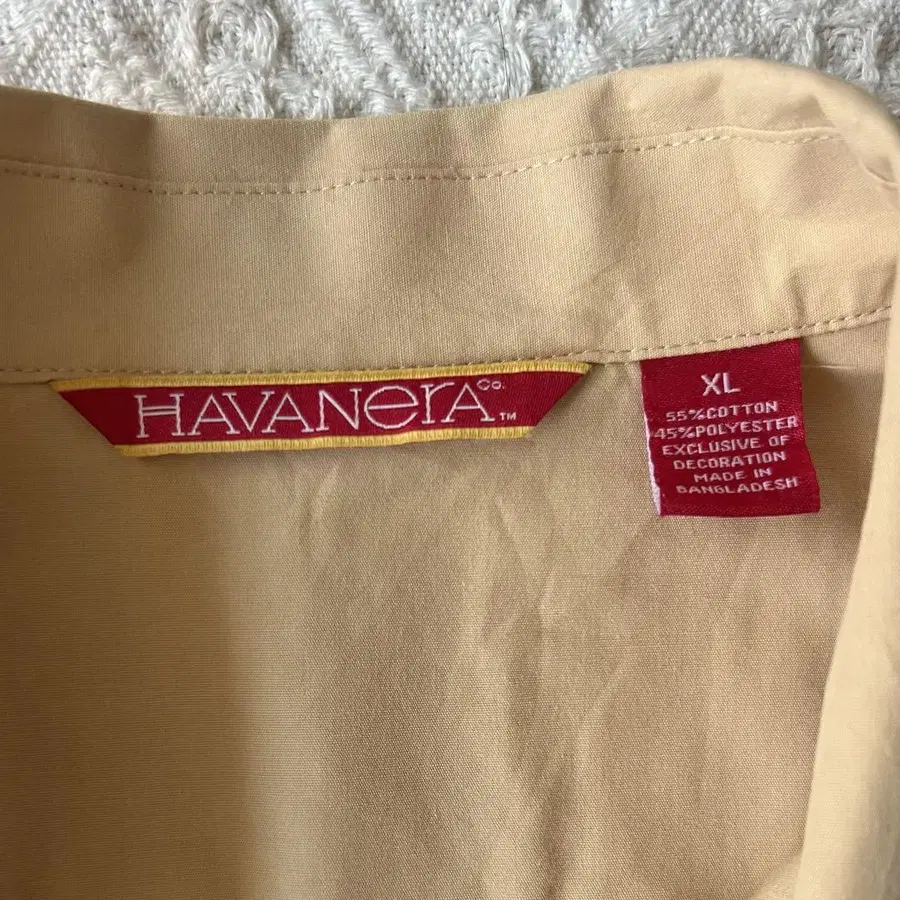 HAVANerA Co. ™
XL
55%COTTON
45%POLYESTER
EXCLUSIVE OF
DECORATION
MADE IN
BANGLADESH